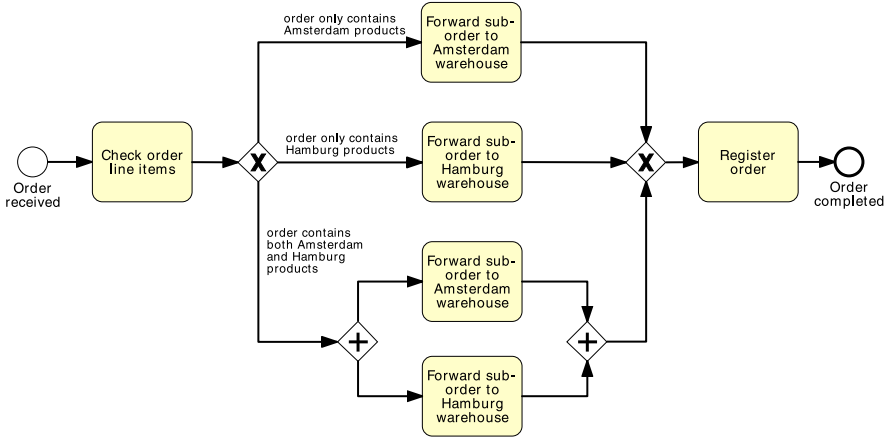 order only contains
Amsterdam products
Forward sub-
order to
Amsterdam
warehouse
order only contains
Hamburg products
Check order
line items
X
Forward sub-
order to
Hamburg
warehouse
X
Register
order
Order
received
Order
completed
order contains
both Amsterdam
and Hamburg
products
Forward sub-
order to
Amsterdam
warehouse
+
+
Forward sub-
order to
Hamburg
warehouse